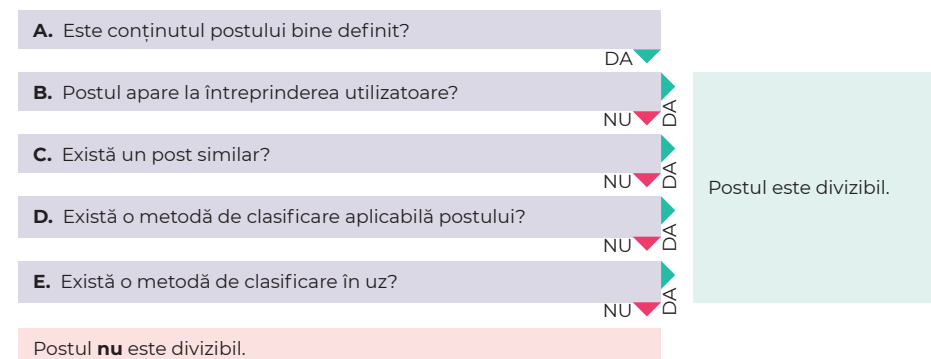 A. Este conținutul postului bine definit?
DA
B. Postul apare la întreprinderea utilizatoare?
NU
DA
C. Există un post similar?
NU
DA
Postul este divizibil.
D. Există o metodă de clasificare aplicabilă postului?
NU
DA
E. Există o metodă de clasificare în uz?
NU
DA
Postul nu este divizibil.